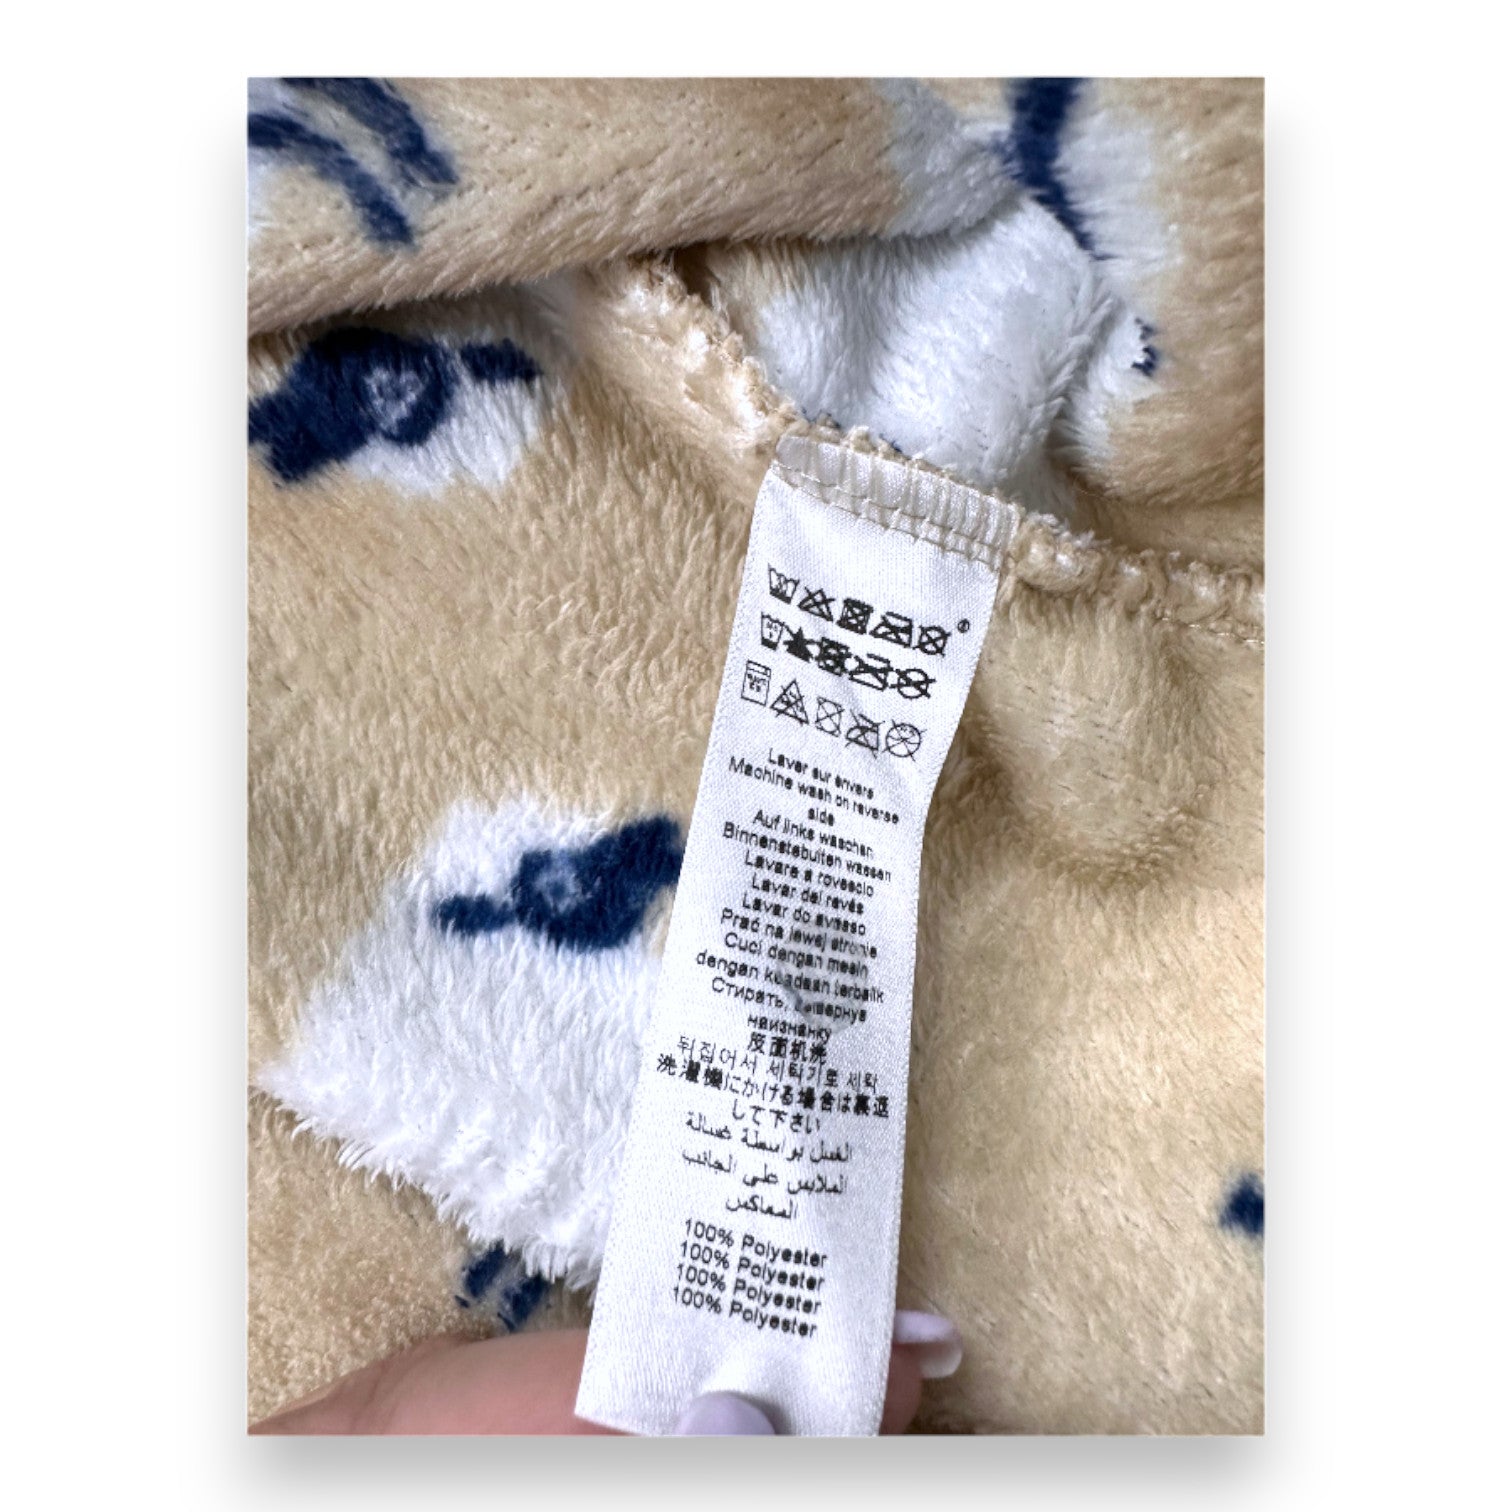 Laver sur envers
Machine wash on reverse
side
Auf links waschen
Binnenstebuiten wassen
Lavare a rovescio
Lavar del revés
Lavar do avesso
Prać na lewej stronie
Cuci dengan mesin
dengan keadaan terbalik
Стирать, вывернув
наизнанку
反面机洗
뒤집어서 세탁기로 세탁
洗濯機にかける場合は裏返
して下さい
الغسل بواسطة غسالة
الملابس على الجانب
المعاكس
100% Polyester
100% Polyester
100% Polyester
100% Polyester